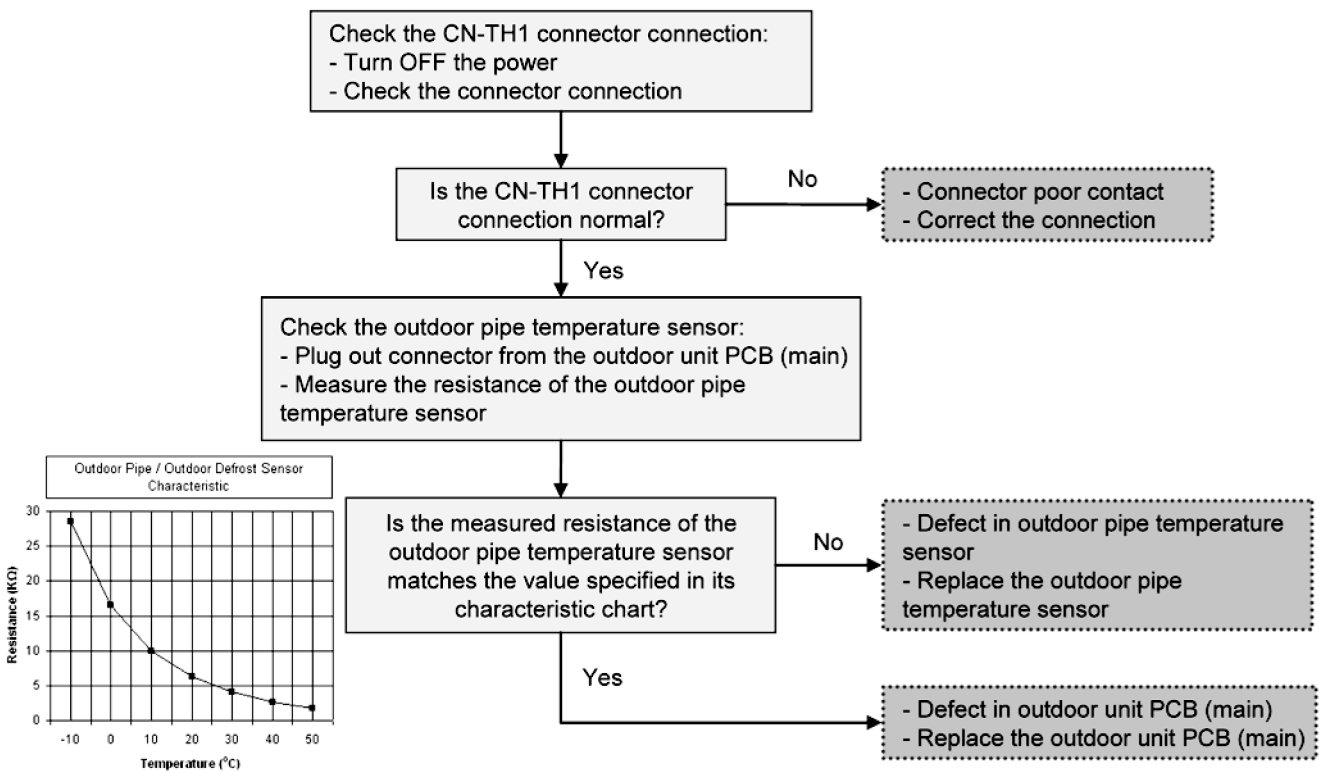 Check the CN-TH1 connector connection:
- Turn OFF the power
- Check the connector connection
Is the CN-TH1 connector
connection normal?
No
- Connector poor contact
- Correct the connection
Yes
Check the outdoor pipe temperature sensor:
- Plug out connector from the outdoor unit PCB (main)
- Measure the resistance of the outdoor pipe
temperature sensor
Outdoor Pipe / Outdoor Defrost Sensor
Characteristic
30
25
20
15
10
5
0
Resistance (KΩ)
-10 0 10 20 30 40 50
Temperature (°C)
Is the measured resistance of the
outdoor pipe temperature sensor
matches the value specified in its
characteristic chart?
No
- Defect in outdoor pipe temperature
sensor
- Replace the outdoor pipe
temperature sensor
Yes
- Defect in outdoor unit PCB (main)
- Replace the outdoor unit PCB (main)